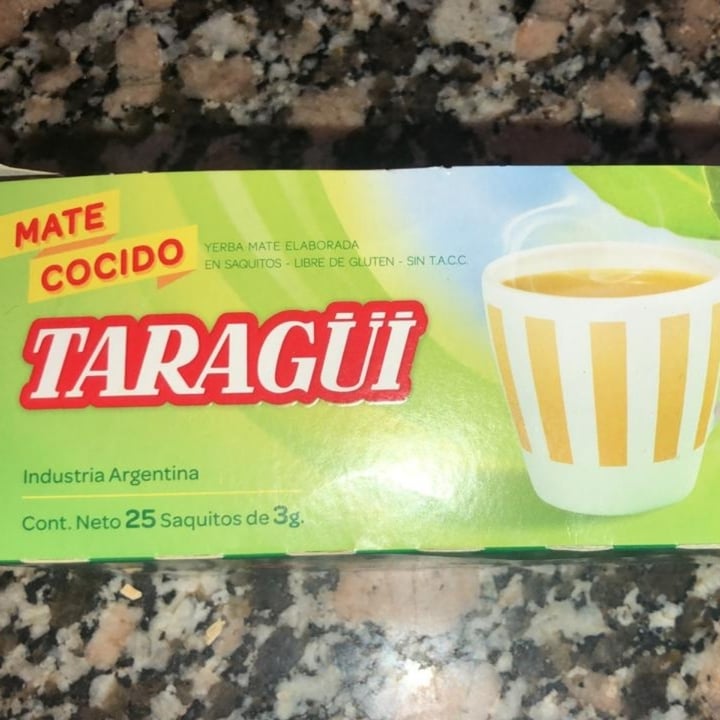 MATE
COCIDO
YERBA MATE ELABORADA
EN SAQUITOS - LIBRE DE GLUTEN - SIN T.A.C.C.
TARAGÜI
Industria Argentina
Cont. Neto 25 Saquitos de 3g.